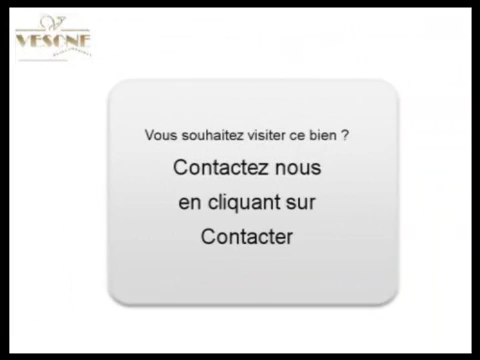 VESONE
Vous souhaitez visiter ce bien ?
Contactez nous
en cliquant sur
Contacter